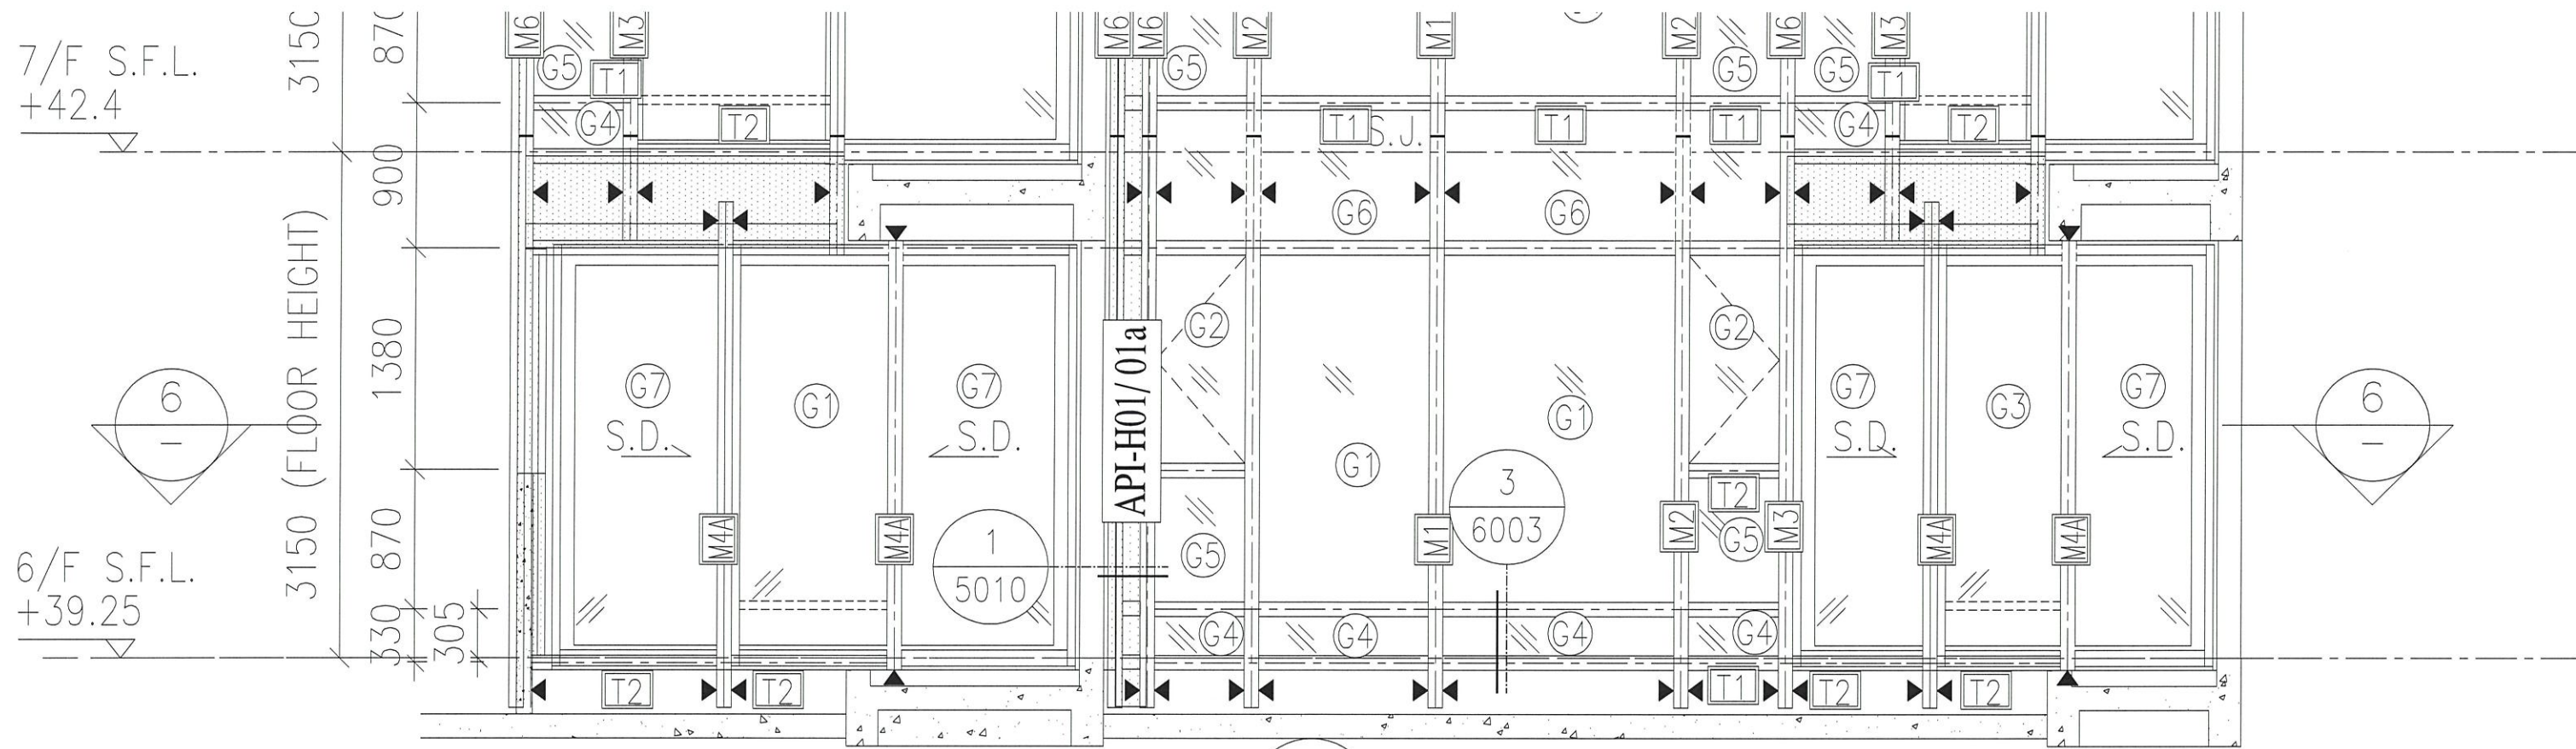 M6
M3
M6
M6
M2
M1
M2
M6
M3
7/F S.F.L.
+42.4
3150
870
G5
T1
G4
T2
G5
G5
G5
T1
G4
T2
T1
S.J.
T1
T1
900
G6
G6
3150 (FLOOR HEIGHT)
1380
6
—
G7
S.D.
G1
G7
S.D.
API-H01/01a
G2
G1
G1
G2
G7
S.D.
G3
G7
S.D.
6
—
6/F S.F.L.
+39.25
870
330
305
M4A
M4A
1
5010
G5
M1
3
6003
M2
T2
G5
M3
M4A
M4A
G4
G4
G4
G4
T2
T2
T1
T2
T2